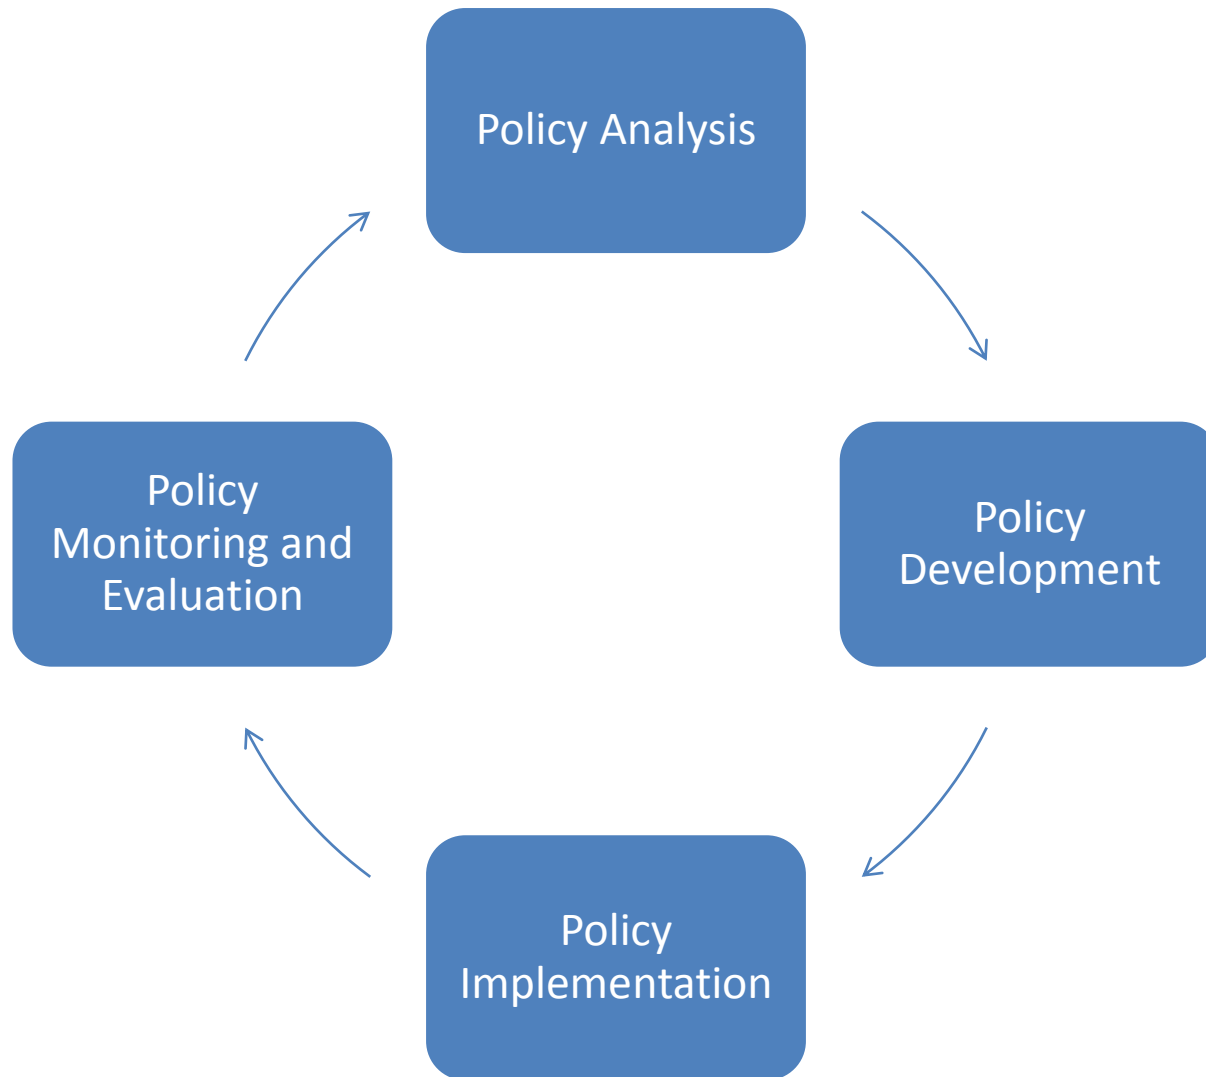 Policy Analysis
Policy
Development
Policy
Implementation
Policy
Monitoring and
Evaluation